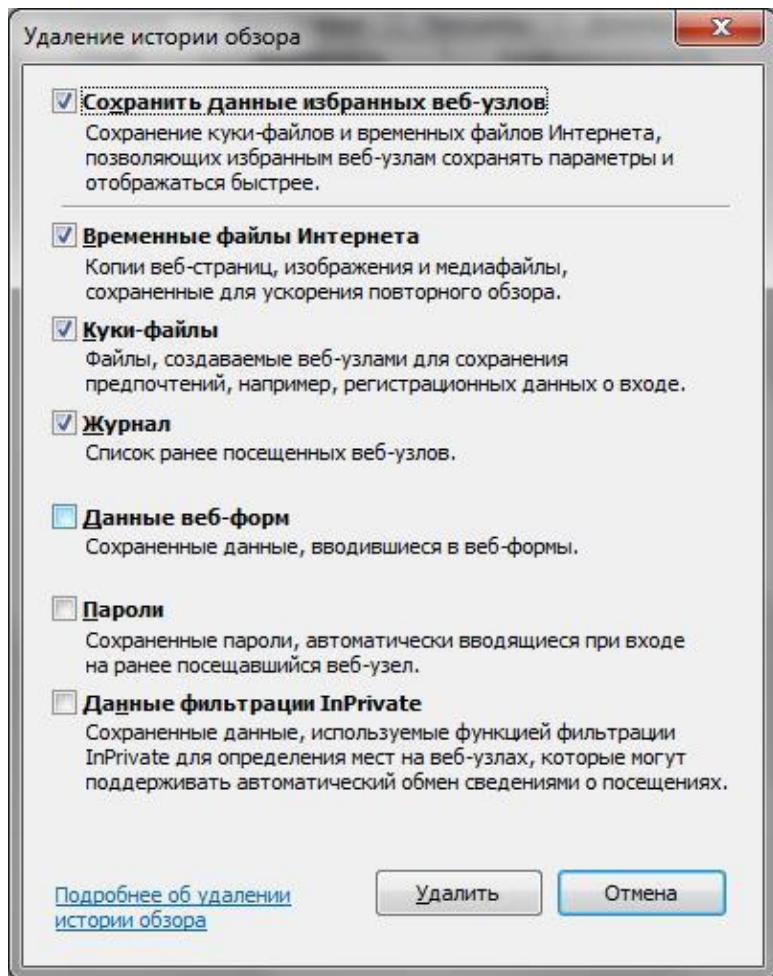 Удаление истории обзора
Сохранить данные избранных веб-узлов
Сохранение куки-файлов и временных файлов Интернета,
позволяющих избранным веб-узлам сохранять параметры и
отображаться быстрее.
Временные файлы Интернета
Копии веб-страниц, изображения и медиафайлы,
сохраненные для ускорения повторного обзора.
Куки-файлы
Файлы, создаваемые веб-узлами для сохранения
предпочтений, например, регистрационных данных о входе.
Журнал
Список ранее посещенных веб-узлов.
Данные веб-форм
Сохраненные данные, вводившиеся в веб-формы.
Пароли
Сохраненные пароли, автоматически вводящиеся при входе
на ранее посещавшийся веб-узел.
Данные фильтрации InPrivate
Сохраненные данные, используемые функцией фильтрации
InPrivate для определения мест на веб-узлах, которые могут
поддерживать автоматический обмен сведениями о посещениях.
Подробнее об удалении
истории обзора
Удалить
Отмена